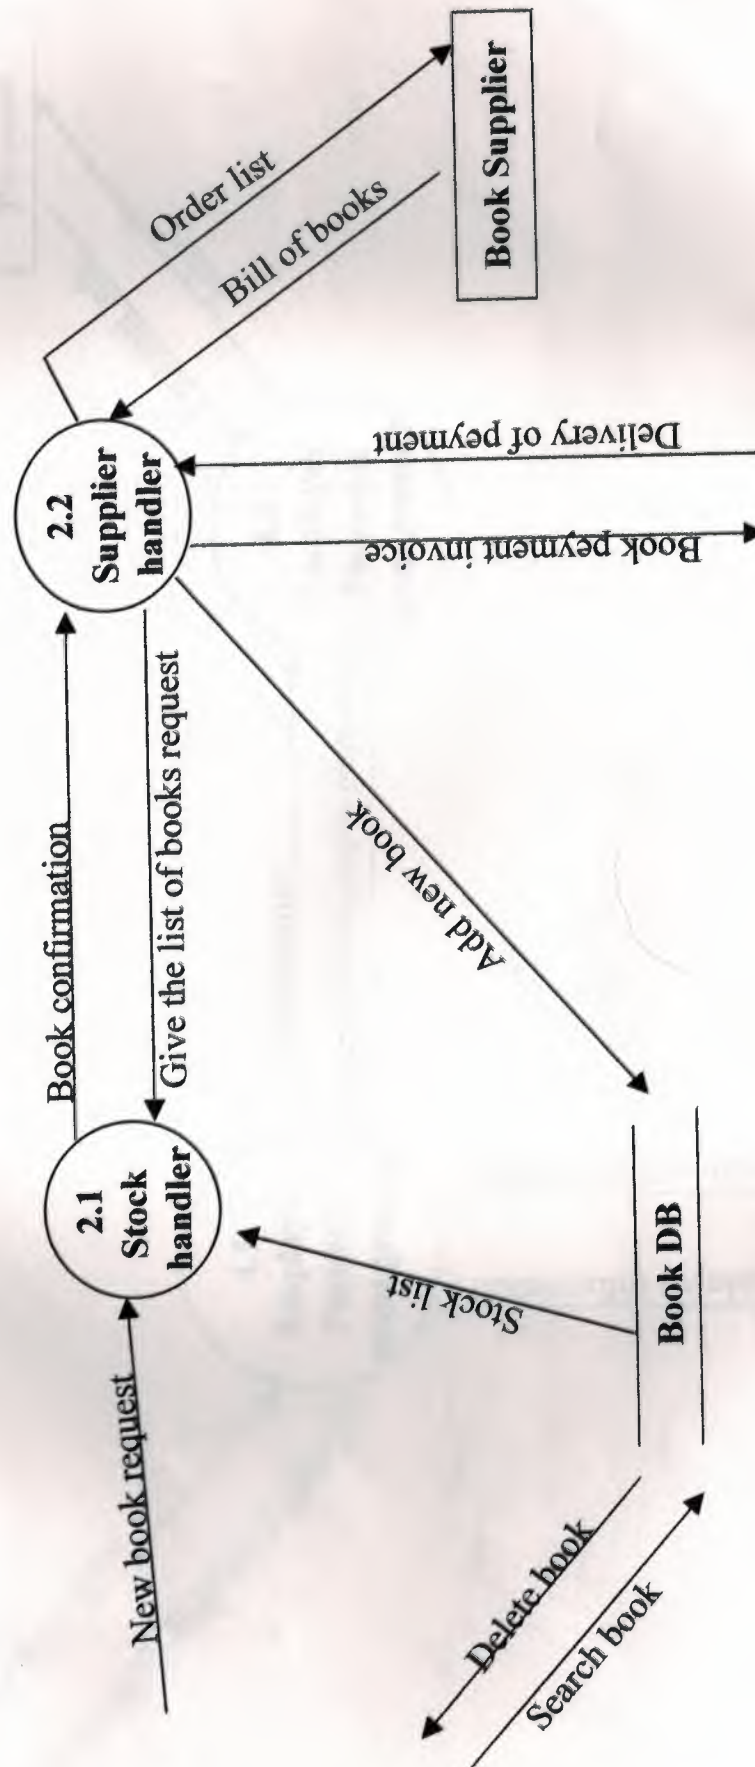 New book request
2.1
Stock
handler
Book confirmation
Give the list of books request
2.2
Supplier
handler
Order list
Bill of books
Book Supplier
Delivery of peyment
Book peyment invoice
Add new book
Stock list
Book DB
Delete book
Search book